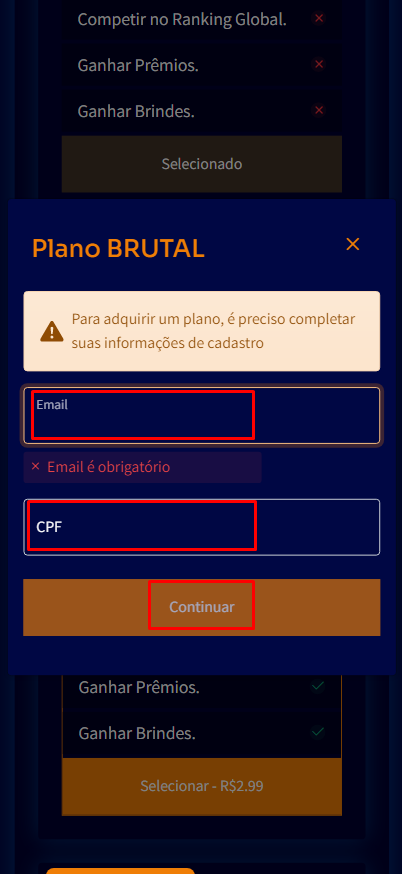 Competir no Ranking Global.
Ganhar Prêmios.
Ganhar Brindes.
Selecionado
Plano BRUTAL
Para adquirir um plano, é preciso completar
suas informações de cadastro
Email
Email é obrigatório
CPF
Continuar
Ganhar Prêmios.
Ganhar Brindes.
Selecionar - R$2.99